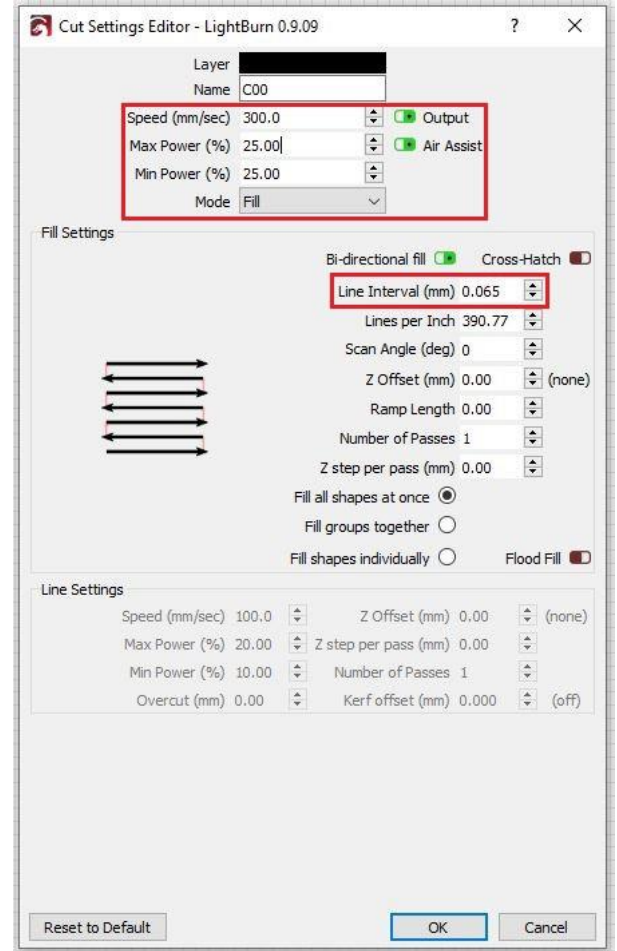 Cut Settings Editor - LightBurn 0.9.09 ?
Layer
Name C00
Speed (mm/sec) 300.0 Output
Max Power (%) 25.00 Air Assist
Min Power (%) 25.00
Mode Fill
Fill Settings
Bi-directional fill Cross-Hatch
Line Interval (mm) 0.065
Lines per Inch 390.77
Scan Angle (deg) 0
Z Offset (mm) 0.00 (none)
Ramp Length 0.00
Number of Passes 1
Z step per pass (mm) 0.00
Fill all shapes at once
Fill groups together
Fill shapes individually Flood Fill
Line Settings
Speed (mm/sec) 100.0 Z Offset (mm) 0.00 (none)
Max Power (%) 20.00 Z step per pass (mm) 0.00
Min Power (%) 10.00 Number of Passes 1
Overcut (mm) 0.00 Kerf offset (mm) 0.000 (off)
Reset to Default OK Cancel